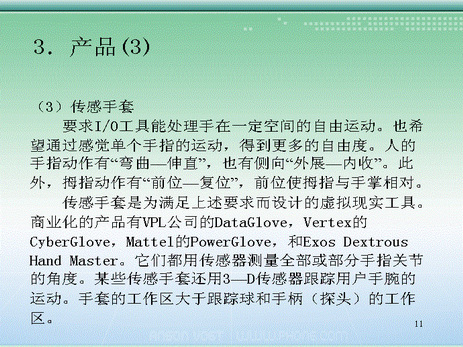 3．产品(3)
（3）传感手套
要求I/O工具能处理手在一定空间的自由运动。也希
望通过感觉单个手指的运动，得到更多的自由度。人的
手指动作有“弯曲—伸直”，也有侧向“外展—内收”。此
外，拇指动作有“前位—复位”，前位使拇指与手掌相对。
传感手套是为满足上述要求而设计的虚拟现实工具。
商业化的产品有VPL公司的DataGlove，Vertex的
CyberGlove，Mattel的PowerGlove，和Exos Dextrous
Hand Master。它们都用传感器测量全部或部分手指关节
的角度。某些传感手套还用3—D传感器跟踪用户手腕的
运动。手套的工作区大于跟踪球和手柄（探头）的工作
区。
11